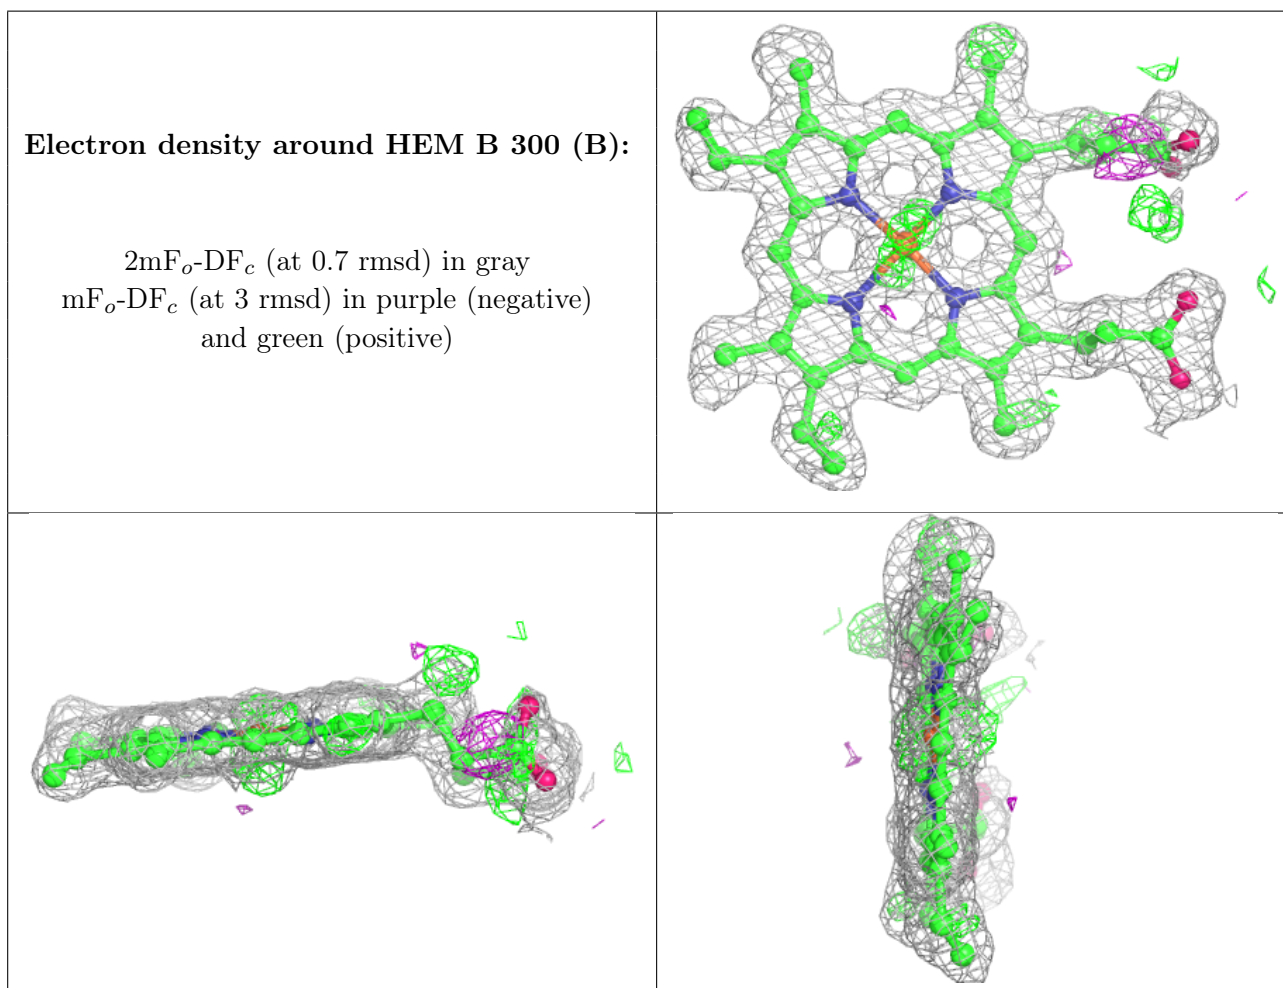 Electron density around HEM B 300 (B):
2mFₒ-DF𝒸 (at 0.7 rmsd) in gray
mFₒ-DF𝒸 (at 3 rmsd) in purple (negative)
and green (positive)